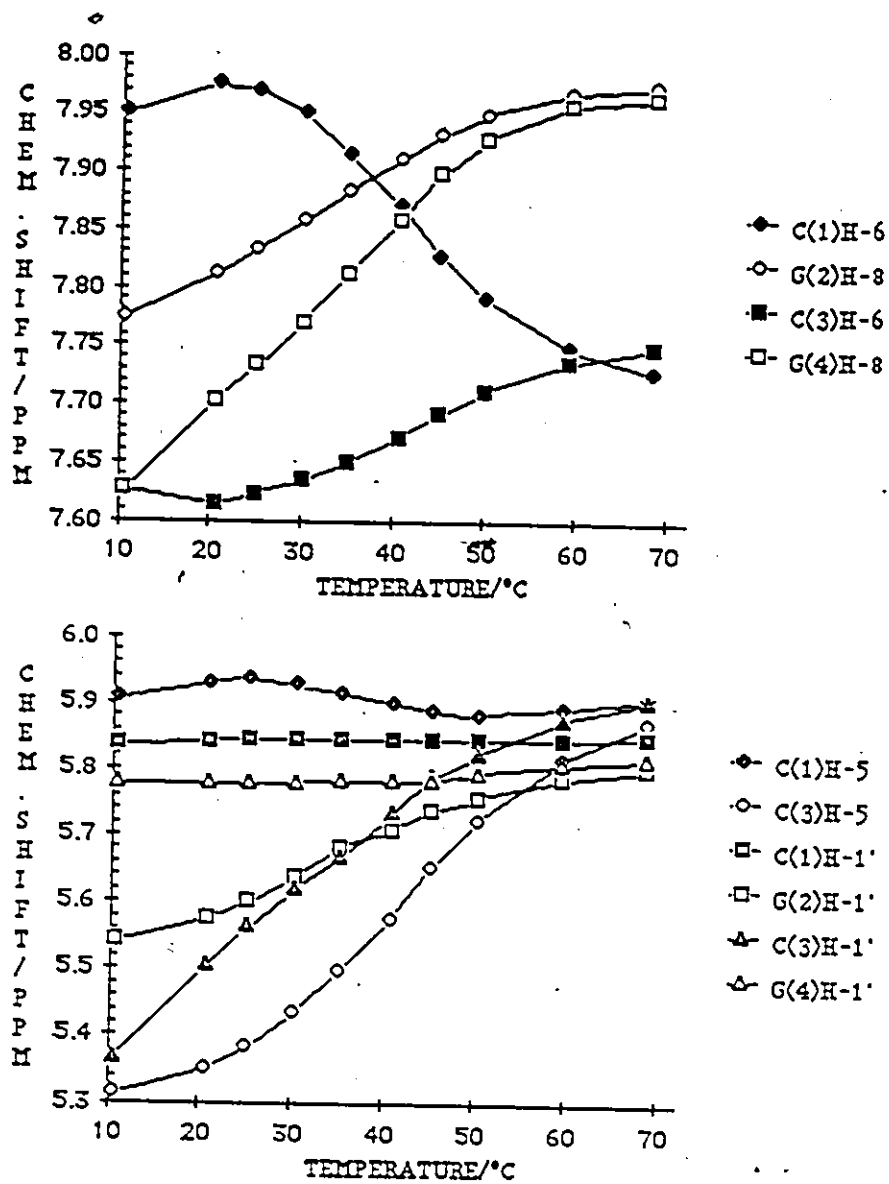 CHEM.SHIFT/PPM
8.00
7.95
7.90
7.85
7.80
7.75
7.70
7.65
7.60
10 20 30 40 50 60 70
TEMPERATURE/°C
C(1)H-6
G(2)H-8
C(3)H-6
G(4)H-8
CHEM.SHIFT/PPM
6.0
5.9
5.8
5.7
5.6
5.5
5.4
5.3
10 20 30 40 50 60 70
TEMPERATURE/°C
C(1)H-5
C(3)H-5
C(1)H-1'
G(2)H-1'
C(3)H-1'
G(4)H-1'